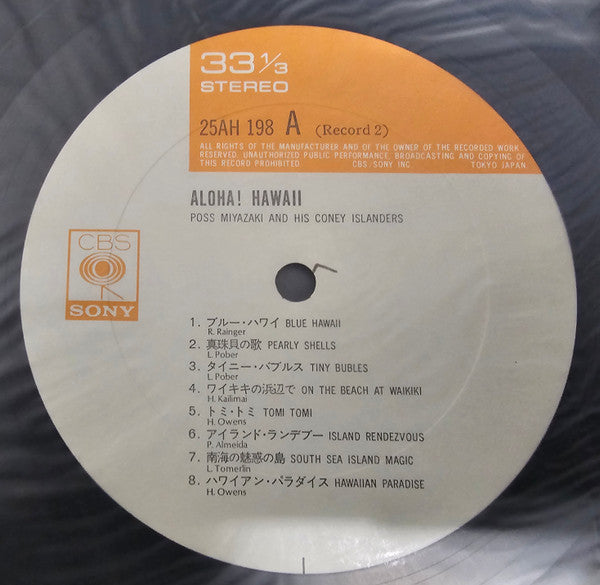 33 1/3
STEREO
25AH 198 A (Record 2)
ALL RIGHTS OF THE MANUFACTURER AND OF THE OWNER OF THE RECORDED WORK
RESERVED. UNAUTHORIZED PUBLIC PERFORMANCE, BROADCASTING AND COPYING OF
THIS RECORD PROHIBITED. CBS/SONY INC. TOKYO JAPAN.
ALOHA! HAWAII
POSS MIYAZAKI AND HIS CONEY ISLANDERS
CBS
SONY
1. ブルー・ハワイ BLUE HAWAII
R. Rainger
2. 真珠貝の歌 PEARLY SHELLS
L. Pober
3. タイニー・バブルス TINY BUBLES
L. Pober
4. ワイキキの浜辺で ON THE BEACH AT WAIKIKI
H. Kailimai
5. トミ・トミ TOMI TOMI
H. Owens
6. アイランド・ランデブー ISLAND RENDEZVOUS
P. Almeida
7. 南海の魅惑の島 SOUTH SEA ISLAND MAGIC
L. Tomerlin
8. ハワイアン・パラダイス HAWAIIAN PARADISE
H. Owens